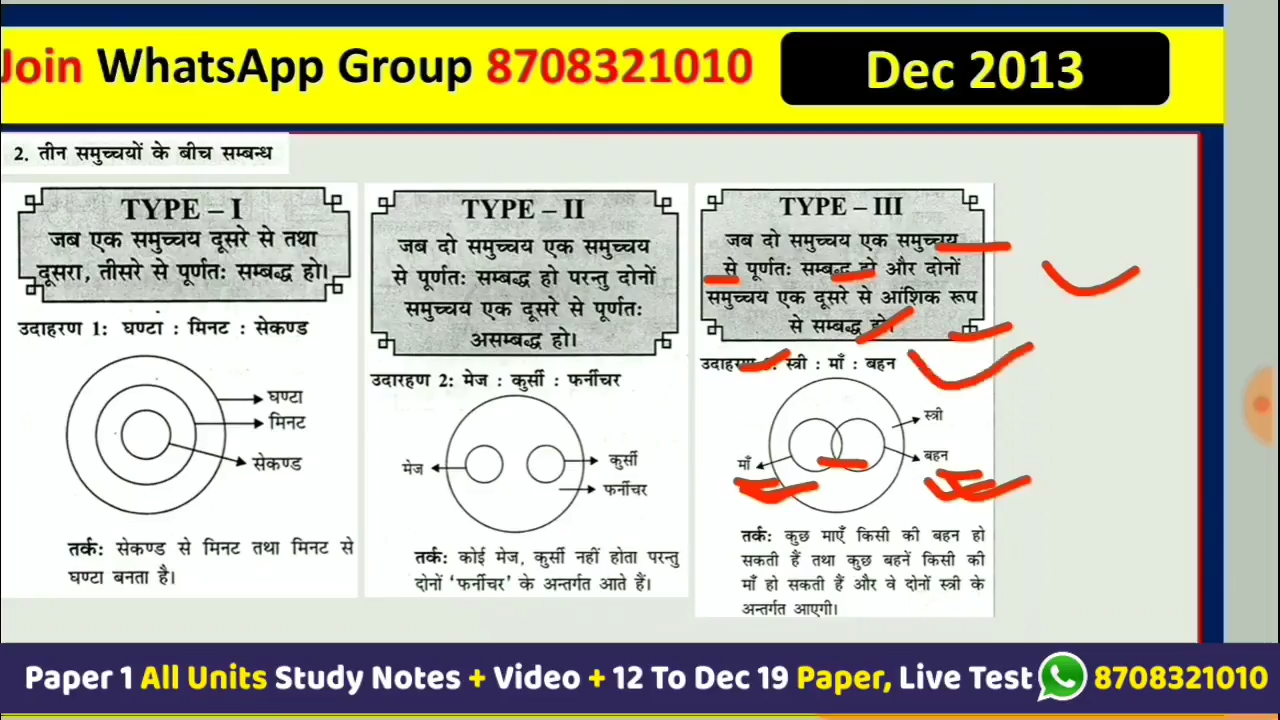 Join WhatsApp Group 8708321010
Dec 2013
2. तीन समुच्चयों के बीच सम्बन्ध
TYPE – I
जब एक समुच्चय दूसरे से तथा
दूसरा, तीसरे से पूर्णतः सम्बद्ध हो।
उदाहरण 1: घण्टा : मिनट : सेकण्ड
घण्टा
मिनट
सेकण्ड
तर्क: सेकण्ड से मिनट तथा मिनट से
घण्टा बनता है।
TYPE – II
जब दो समुच्चय एक समुच्चय
से पूर्णतः सम्बद्ध हो परन्तु दोनों
समुच्चय एक दूसरे से पूर्णतः
असम्बद्ध हो।
उदारहण 2: मेज : कुर्सी : फर्नीचर
मेज
कुर्सी
फर्नीचर
तर्क: कोई मेज, कुर्सी नहीं होता परन्तु
दोनों 'फर्नीचर' के अन्तर्गत आते हैं।
TYPE – III
जब दो समुच्चय एक समुच्चय
से पूर्णतः सम्बद्ध हो और दोनों
समुच्चय एक दूसरे से आंशिक रूप
से सम्बद्ध हो।
उदाहरण : स्त्री : माँ : बहन
स्त्री
माँ
बहन
तर्क: कुछ माएँ किसी की बहन हो
सकती हैं तथा कुछ बहनें किसी की
माँ हो सकती हैं और वे दोनों स्त्री के
अन्तर्गत आएगी।
Paper 1 All Units Study Notes + Video + 12 To Dec 19 Paper, Live Test 8708321010